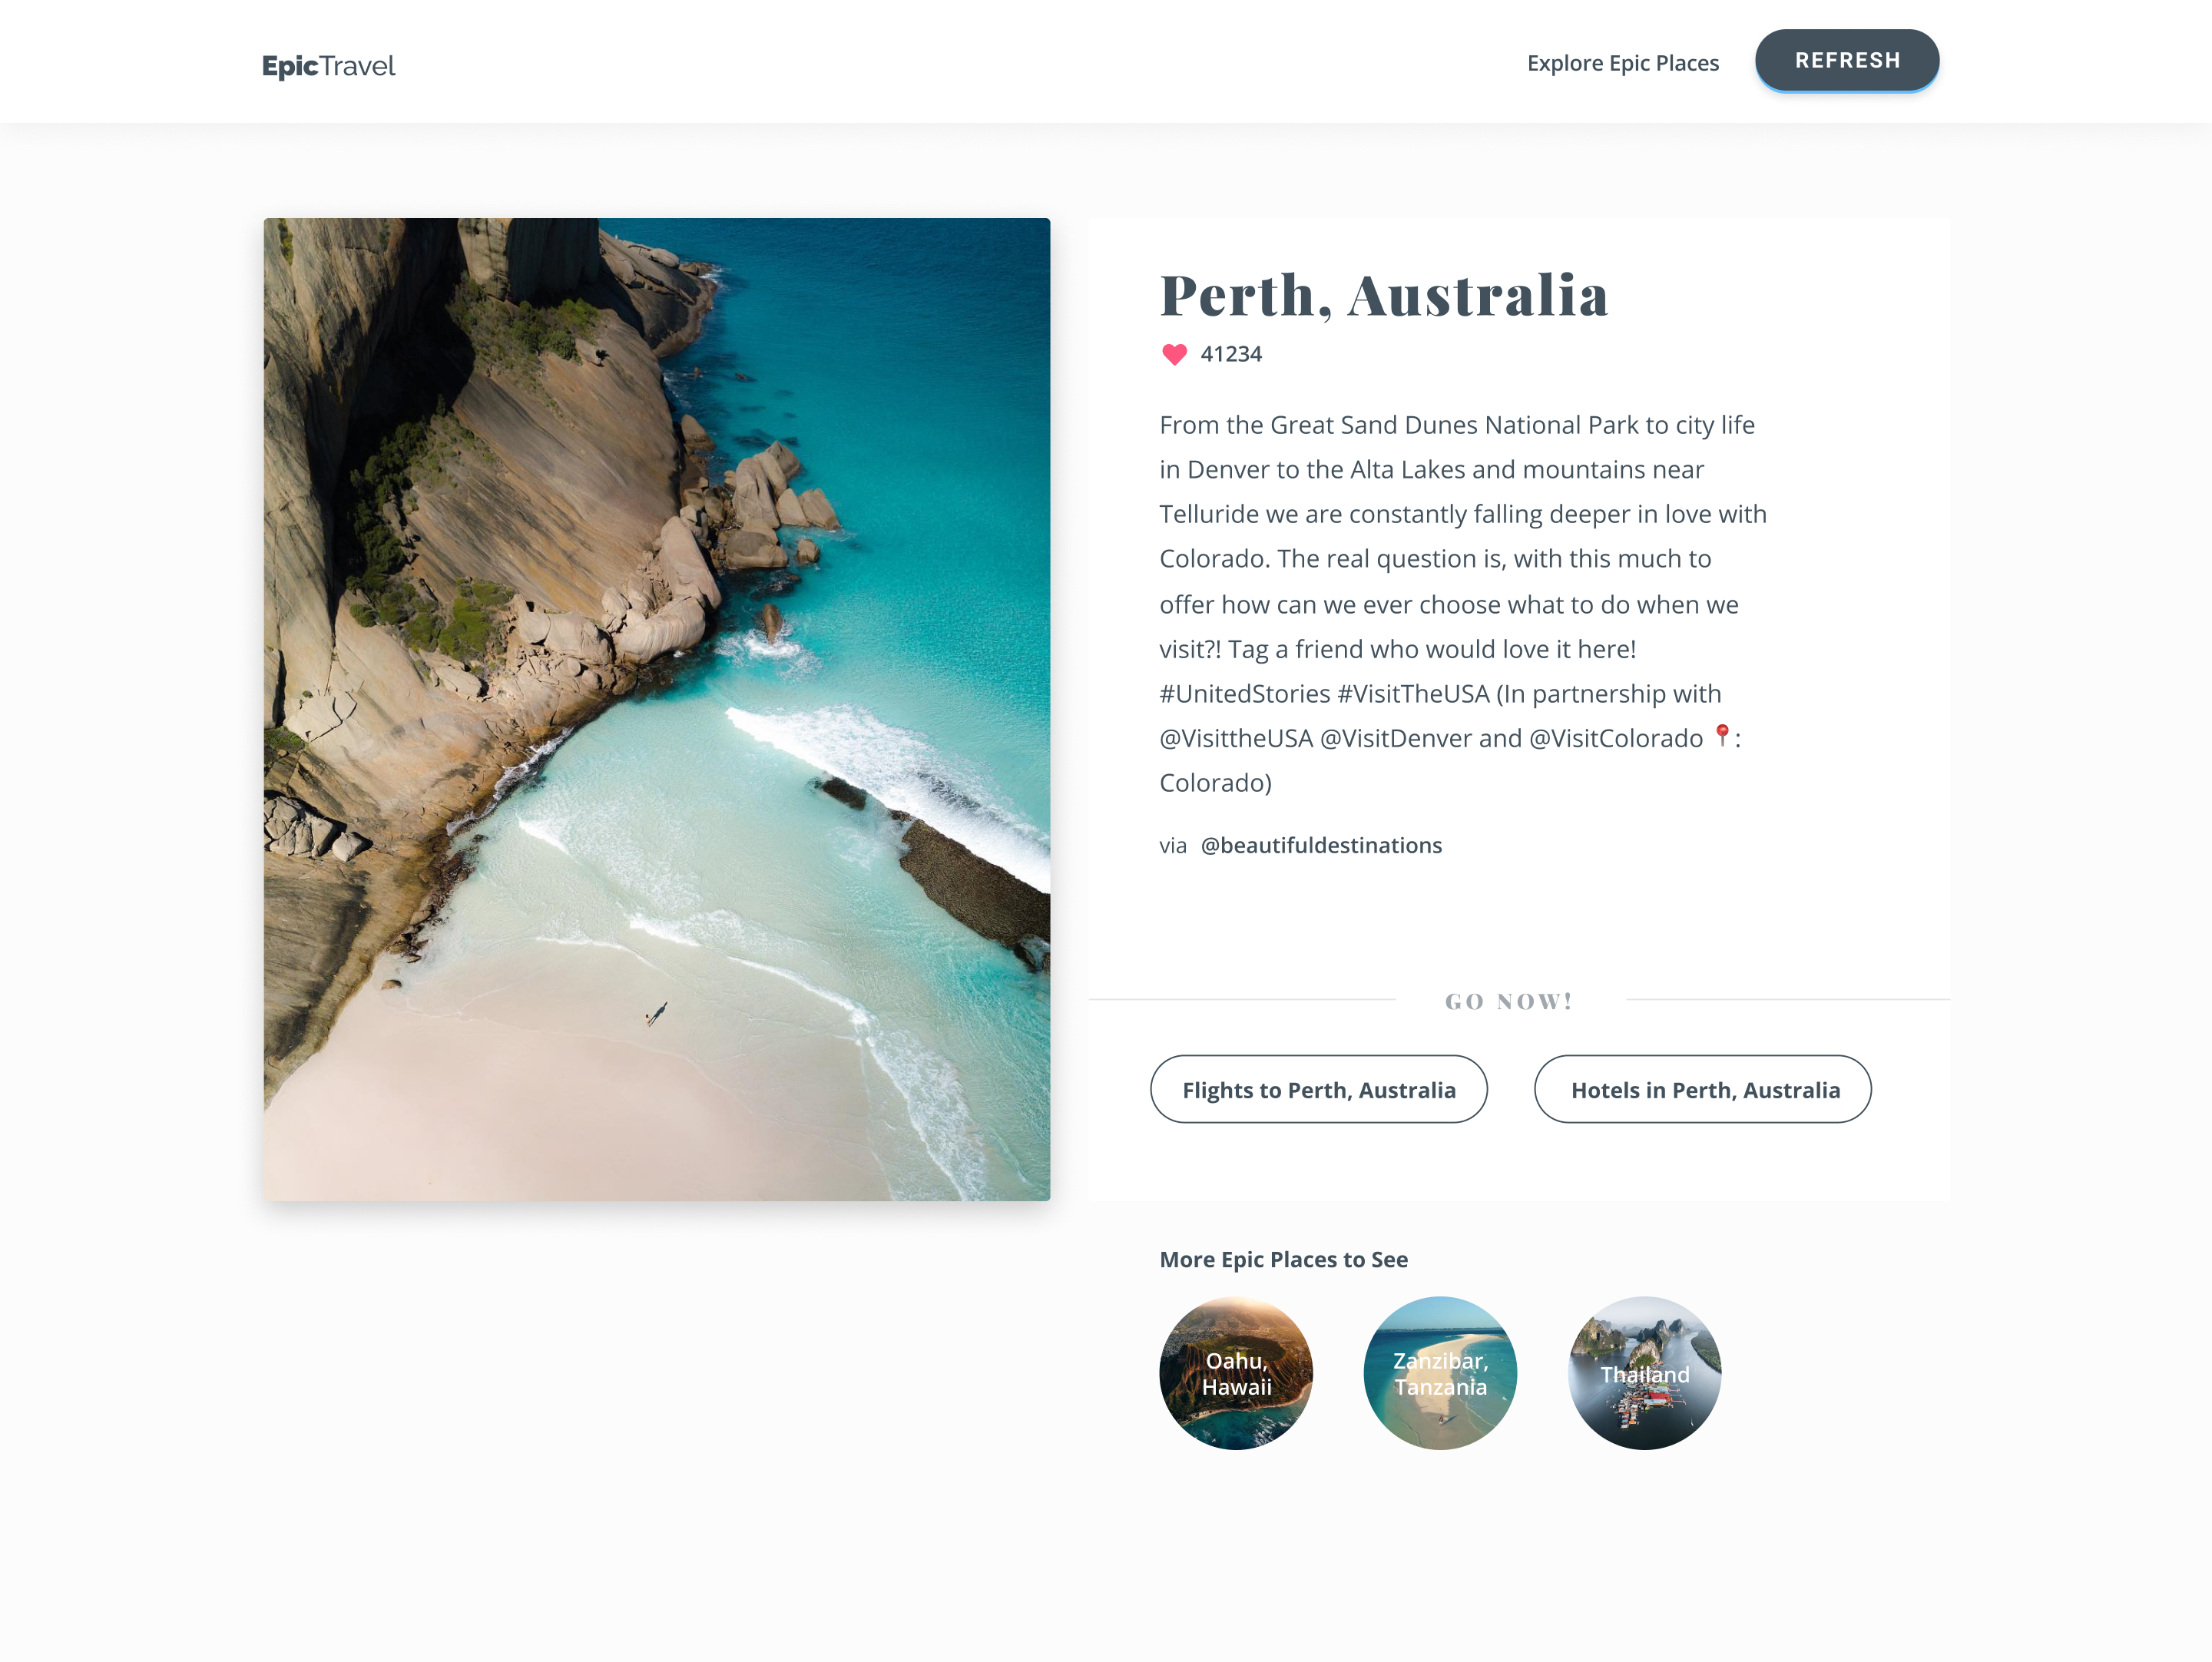 EpicTravel
Explore Epic Places
REFRESH
Perth, Australia
41234
From the Great Sand Dunes National Park to city life
in Denver to the Alta Lakes and mountains near
Telluride we are constantly falling deeper in love with
Colorado. The real question is, with this much to
offer how can we ever choose what to do when we
visit?! Tag a friend who would love it here!
#UnitedStories #VisitTheUSA (In partnership with
@VisittheUSA @VisitDenver and @VisitColorado 📍:
Colorado)
via @beautifuldestinations
GO NOW!
Flights to Perth, Australia
Hotels in Perth, Australia
More Epic Places to See
Oahu,
Hawaii
Zanzibar,
Tanzania
Thailand